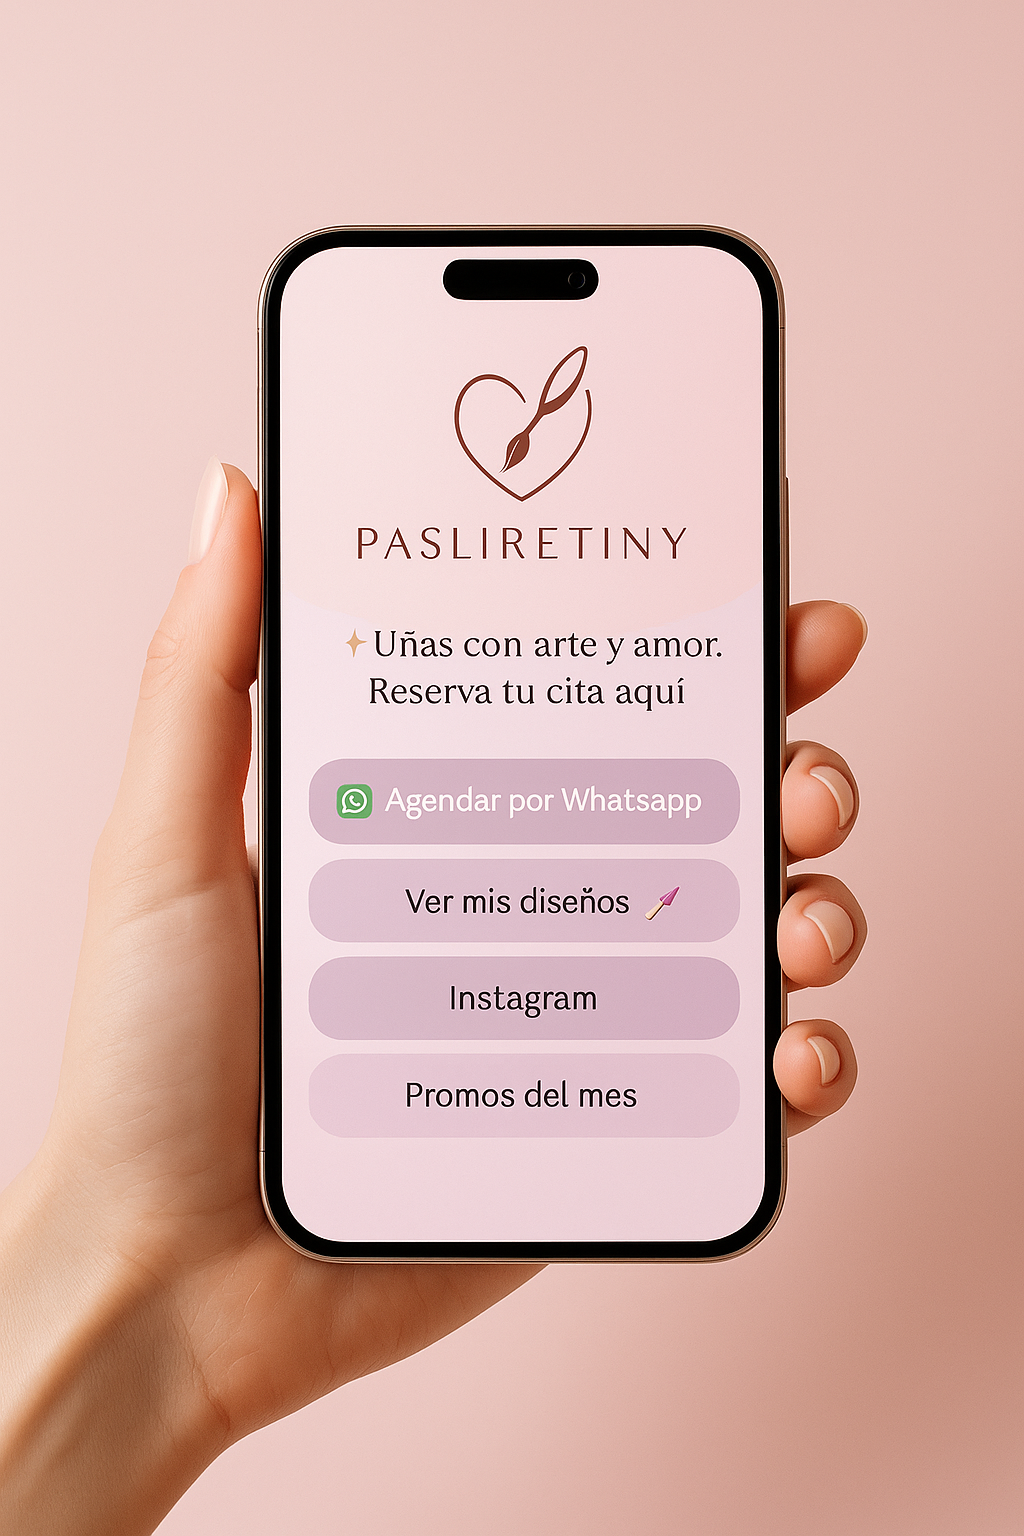 PASLIRETINY
Uñas con arte y amor.
Reserva tu cita aquí
Agendar por Whatsapp
Ver mis diseños
Instagram
Promos del mes